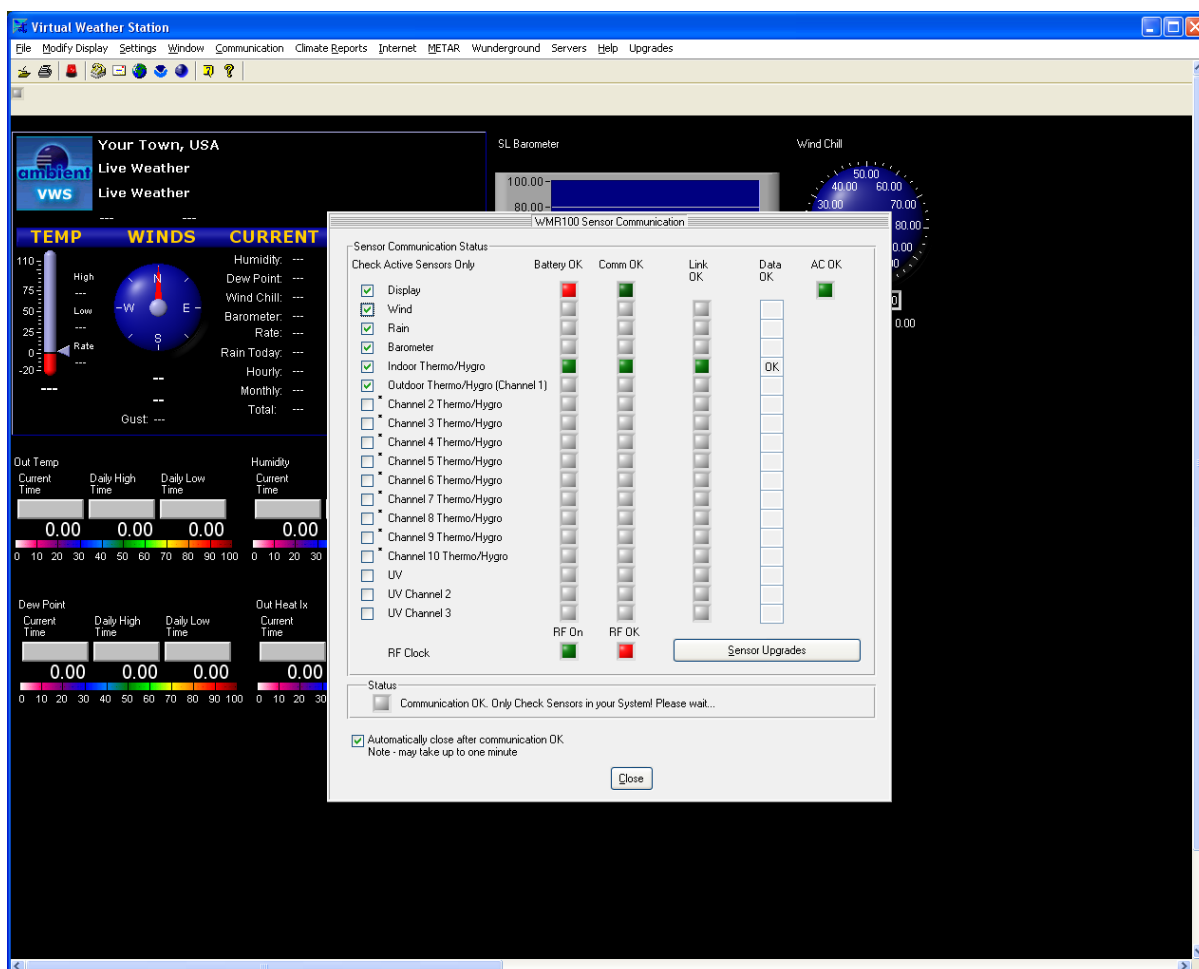 Virtual Weather Station
File Modify Display Settings Window Communication Climate Reports Internet METAR Wunderground Servers Help Upgrades
ambient
VWS
Your Town, USA
Live Weather
Live Weather
--- ---
TEMP WINDS CURRENT
110
75
50
25
0
-20
---
High
---
Low
---
Rate
---
N
W E
S
--
--
Gust: ---
Humidity: ---
Dew Point: ---
Wind Chill: ---
Barometer: ---
Rate: ---
Rain Today: ---
Hourly: ---
Monthly: ---
Total: ---
SL Barometer
100.00
80.00
Wind Chill
50.00
40.00 60.00
30.00 70.00
80.00
0.00
Out Temp
Current Time
Daily High Time
Daily Low Time
0.00 0.00 0.00
0 10 20 30 40 50 60 70 80 90 100
Humidity
Current Time
0.00
0 10 20 30
Dew Point
Current Time
Daily High Time
Daily Low Time
0.00 0.00 0.00
0 10 20 30 40 50 60 70 80 90 100
Out Heat Ix
Current Time
0.00
0 10 20 30
WMR100 Sensor Communication
Sensor Communication Status
Check Active Sensors Only Battery OK Comm OK Link OK Data OK AC OK
Display
Wind
Rain
Barometer
Indoor Thermo/Hygro OK
Outdoor Thermo/Hygro (Channel 1)
* Channel 2 Thermo/Hygro
* Channel 3 Thermo/Hygro
* Channel 4 Thermo/Hygro
* Channel 5 Thermo/Hygro
* Channel 6 Thermo/Hygro
* Channel 7 Thermo/Hygro
* Channel 8 Thermo/Hygro
* Channel 9 Thermo/Hygro
* Channel 10 Thermo/Hygro
UV
UV Channel 2
UV Channel 3
RF On RF OK
RF Clock
Sensor Upgrades
Status
Communication OK. Only Check Sensors in your System! Please wait...
Automatically close after communication OK
Note - may take up to one minute
Close